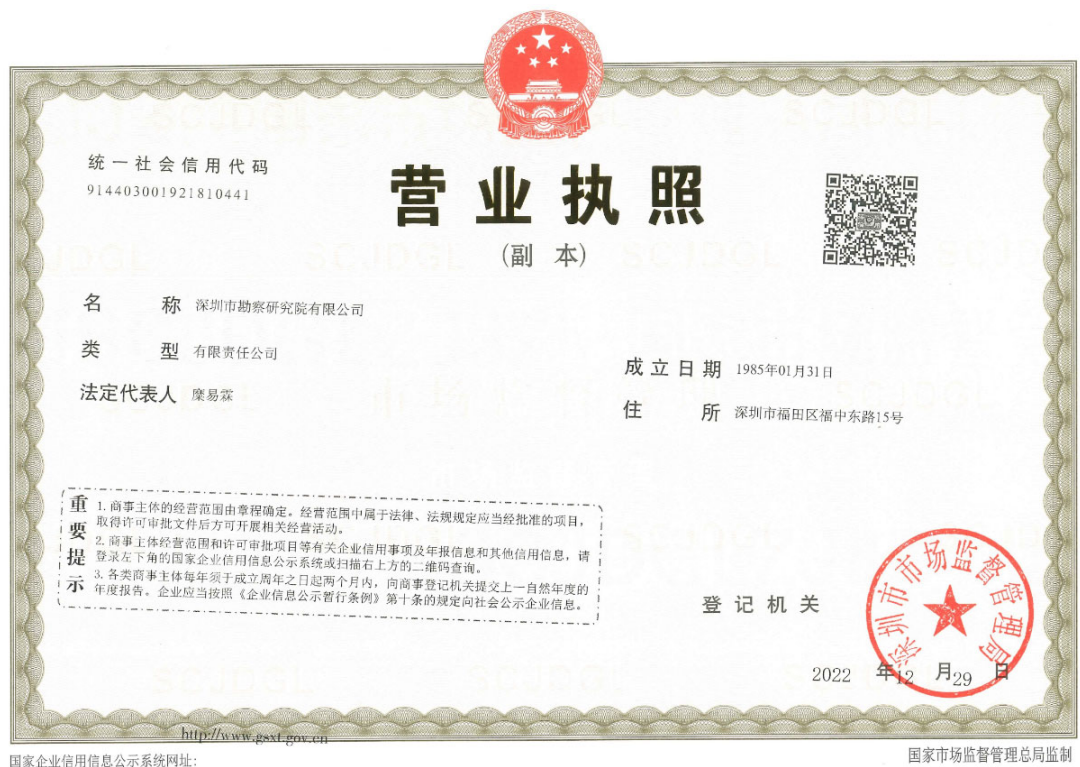 统一社会信用代码
914403001921810441
营业执照
(副 本)
名 称 深圳市勘察研究院有限公司
类 型 有限责任公司
法定代表人 糜易霖
成立日期 1985年01月31日
住 所 深圳市福田区福中东路15号
重要提示
1. 商事主体的经营范围由章程确定。经营范围中属于法律、法规规定应当经批准的项目,
取得许可审批文件后方可开展相关经营活动。
2. 商事主体经营范围和许可审批项目等有关企业信用事项及年报信息和其他信用信息,请
登录左下角的国家企业信用信息公示系统或扫描右上方的二维码查询。
3. 各类商事主体每年须于成立周年之日起两个月内,向商事登记机关提交上一自然年度的
年度报告。企业应当按照《企业信息公示暂行条例》第十条的规定向社会公示企业信息。
登记机关
深圳市市场监督管理局
2022 年12 月29 日
http://www.gsxt.gov.cn
国家企业信用信息公示系统网址:
国家市场监督管理总局监制
SCJDGL